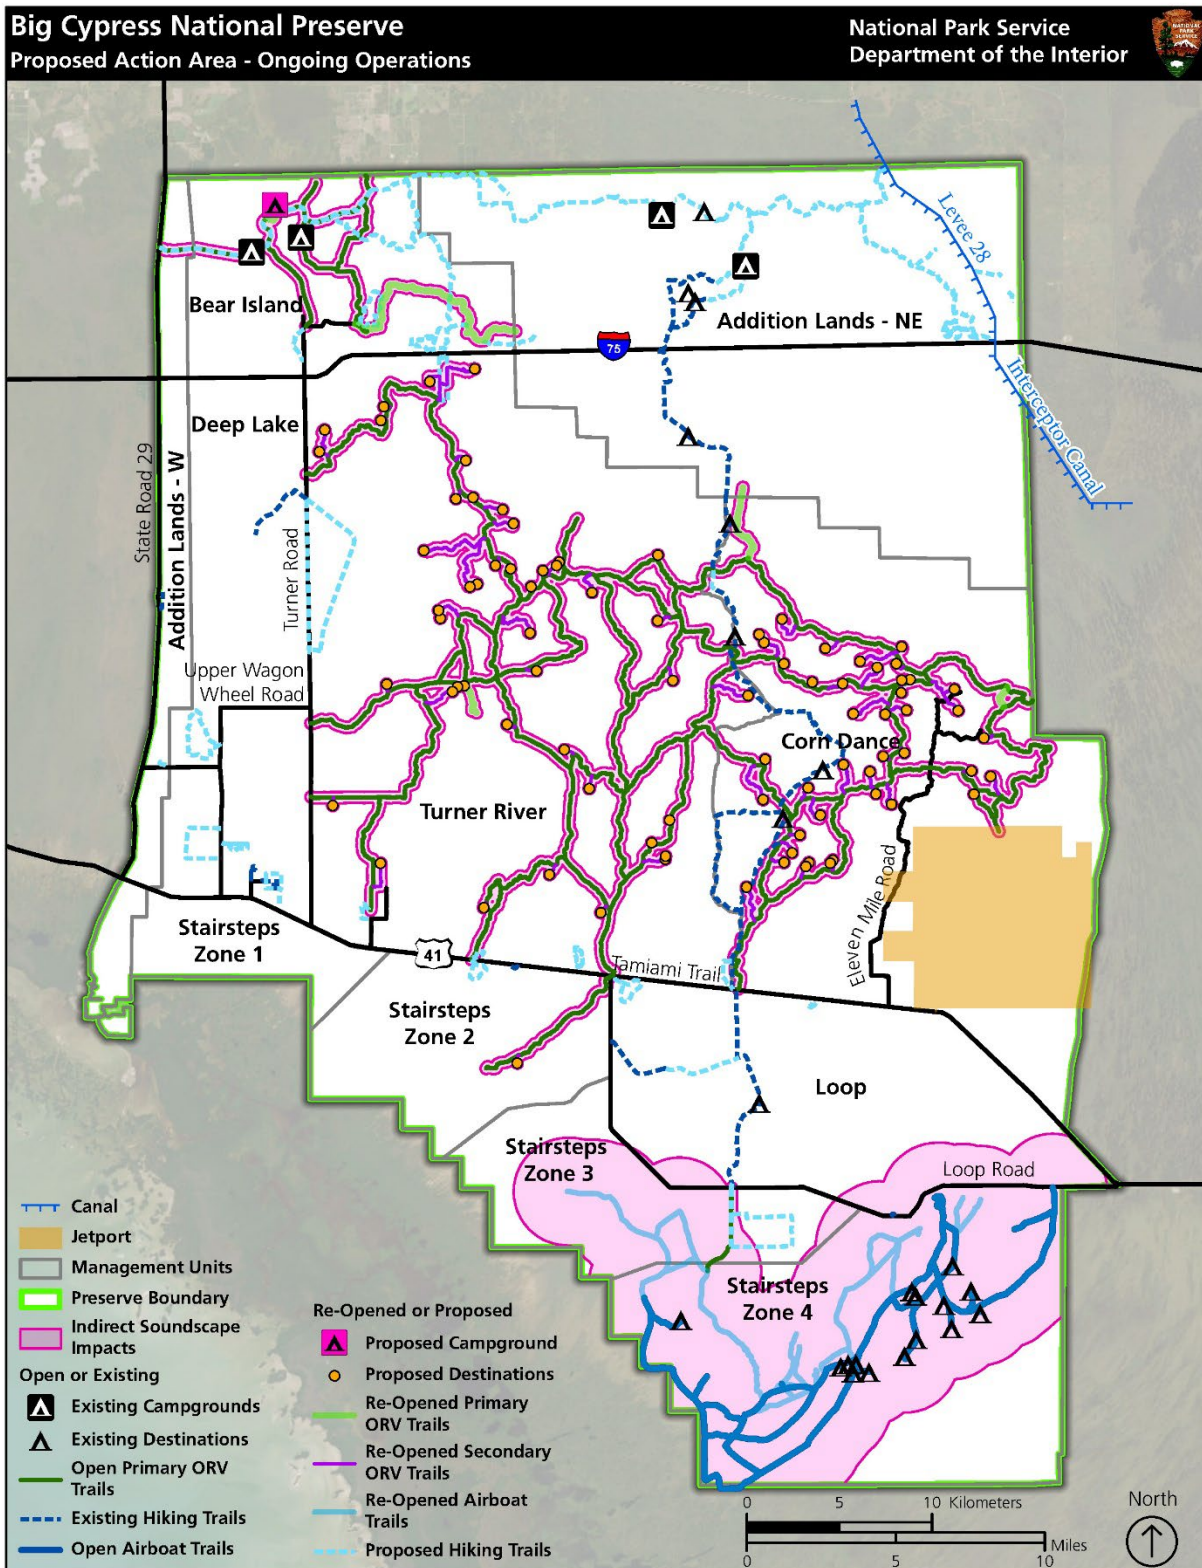 Big Cypress National Preserve
Proposed Action Area - Ongoing Operations
National Park Service
Department of the Interior
NATIONAL
PARK
SERVICE
Levee 28
Bear Island
Addition Lands - NE
75
Interceptor Canal
Deep Lake
State Road 29
Addition Lands - W
Turner Road
Upper Wagon
Wheel Road
Corn Dance
Turner River
Eleven Mile Road
Stairsteps
Zone 1
41
Tamiami Trail
Stairsteps
Zone 2
Loop
Stairsteps
Zone 3
Loop Road
Stairsteps
Zone 4
Canal
Jetport
Management Units
Preserve Boundary
Indirect Soundscape
Impacts
Open or Existing
Existing Campgrounds
Existing Destinations
Open Primary ORV
Trails
Existing Hiking Trails
Open Airboat Trails
Re-Opened or Proposed
Proposed Campground
Proposed Destinations
Re-Opened Primary
ORV Trails
Re-Opened Secondary
ORV Trails
Re-Opened Airboat
Trails
Proposed Hiking Trails
0 5 10 Kilometers
0 5 10 Miles
North